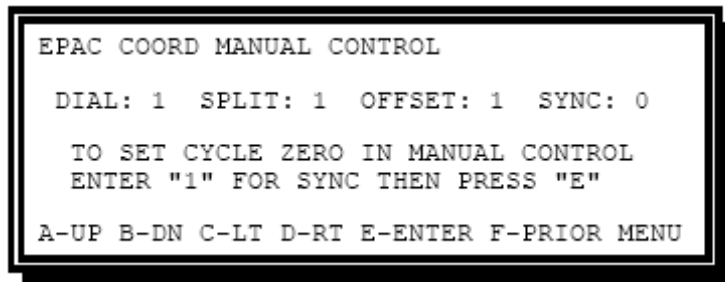 EPAC COORD MANUAL CONTROL
DIAL: 1 SPLIT: 1 OFFSET: 1 SYNC: 0
TO SET CYCLE ZERO IN MANUAL CONTROL
ENTER "1" FOR SYNC THEN PRESS "E"
A-UP B-DN C-LT D-RT E-ENTER F-PRIOR MENU